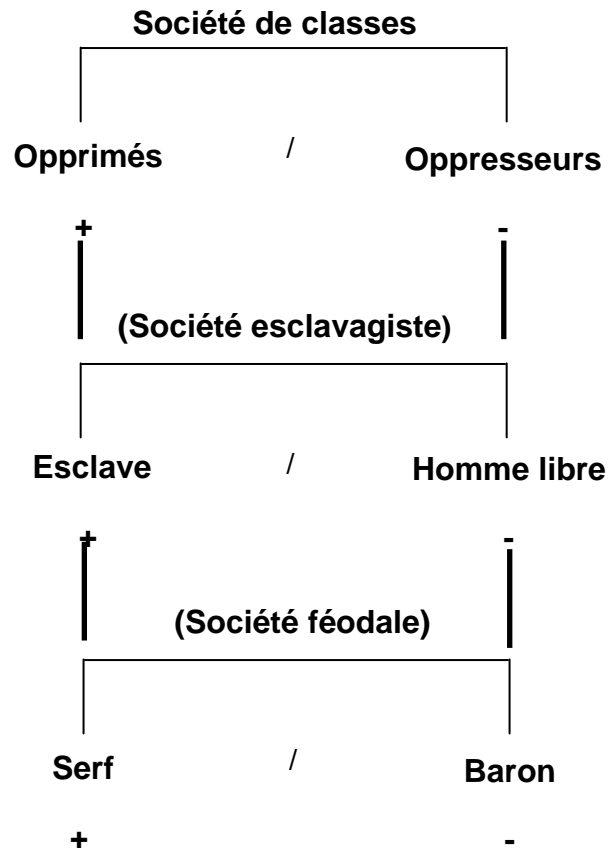 Société de classes
Opprimés / Oppresseurs
+ -
(Société esclavagiste)
Esclave / Homme libre
+ -
(Société féodale)
Serf / Baron
+ -